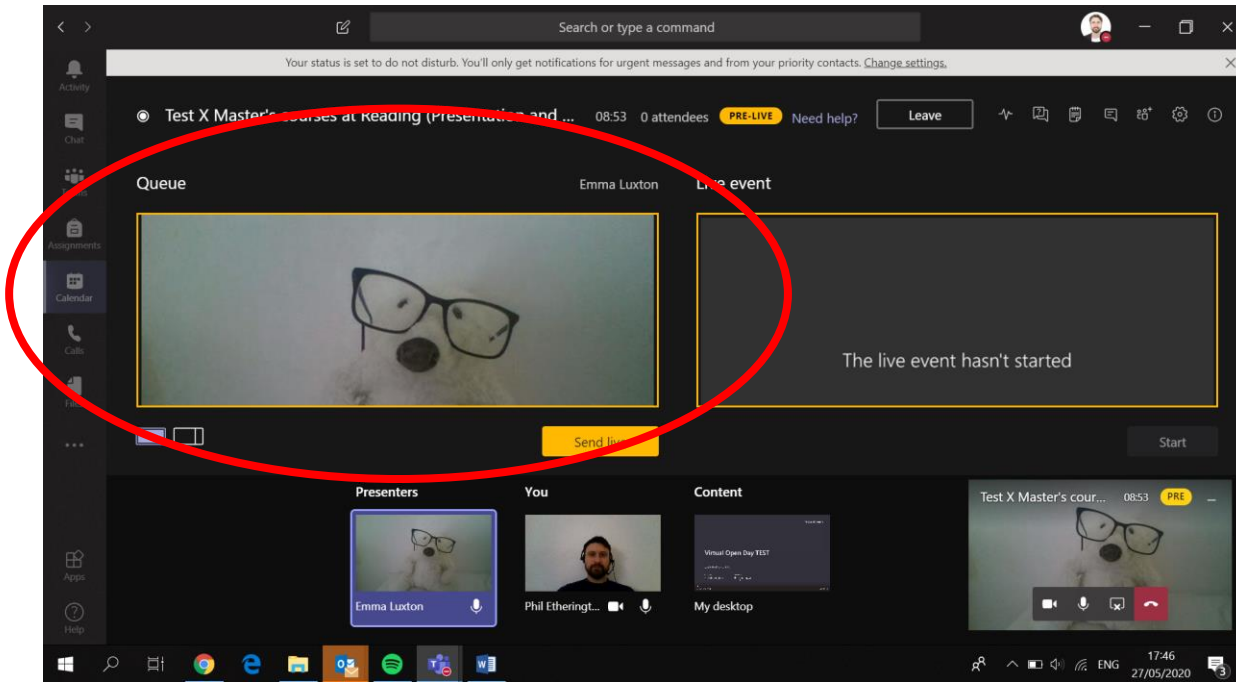 Search or type a command
Your status is set to do not disturb. You'll only get notifications for urgent messages and from your priority contacts. Change settings.
Activity
Chat
Assignments
Calendar
Calls
Apps
Help
Test X Master's courses at Reading (Presentation and ... 08:53 0 attendees PRE-LIVE Need help? Leave
Queue Emma Luxton
Live event
The live event hasn't started
Send live
Start
Presenters
Emma Luxton
You
Phil Etheringt...
Content
Virtual Open Day TEST
My desktop
Test X Master's cour... 08:53 PRE
ENG
17:46
27/05/2020
3